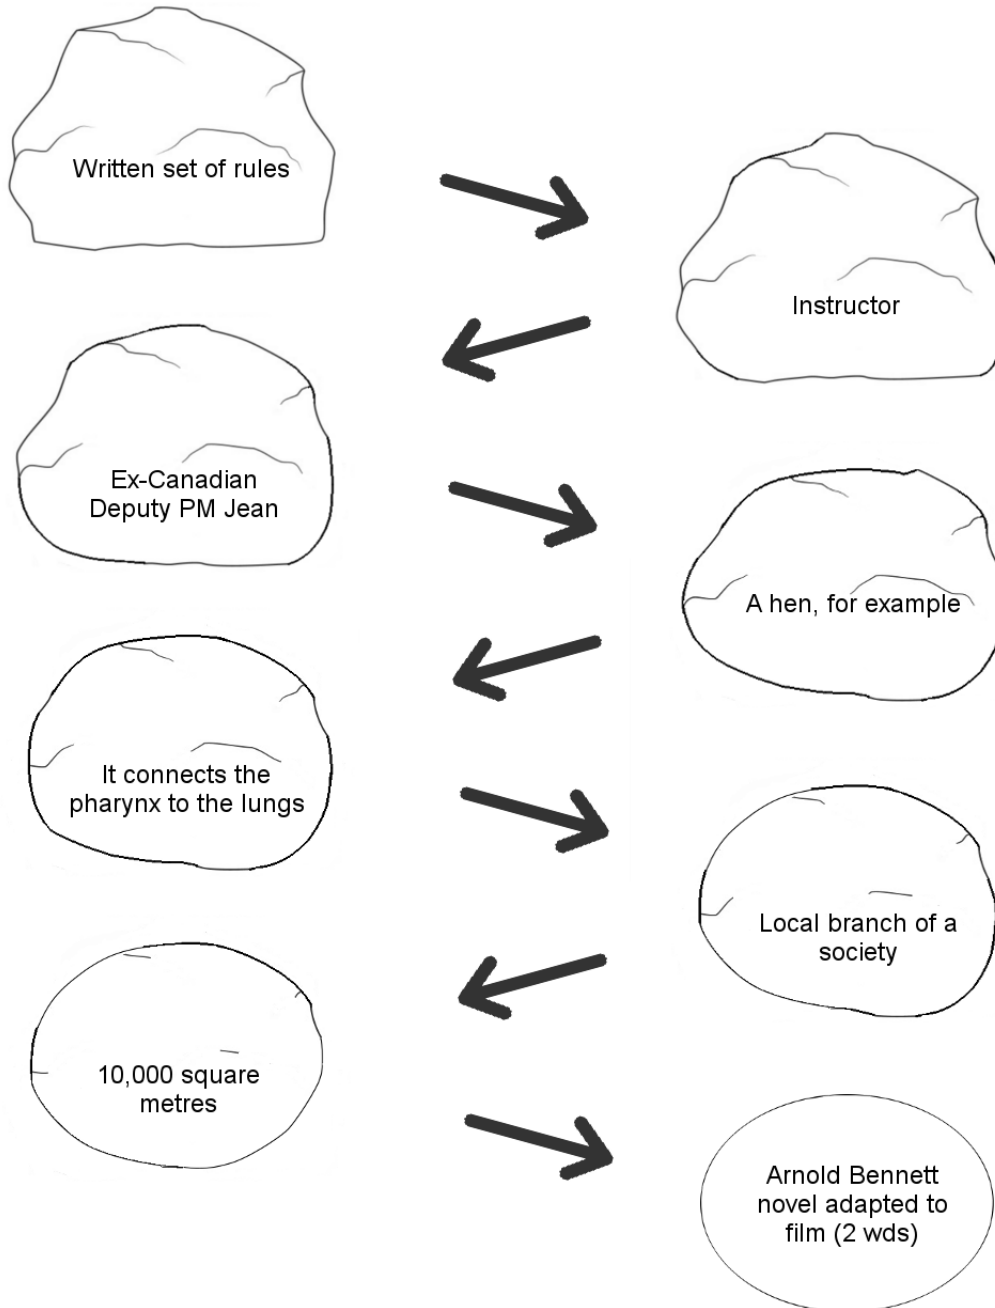 Written set of rules
Instructor
Ex-Canadian
Deputy PM Jean
A hen, for example
It connects the
pharynx to the lungs
Local branch of a
society
10,000 square
metres
Arnold Bennett
novel adapted to
film (2 wds)